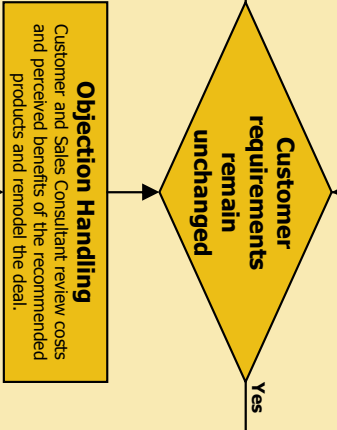 Customer
requirements
remain
unchanged
Yes
Objection Handling
Customer and Sales Consultant review costs
and perceived benefits of the recommended
products and remodel the deal.